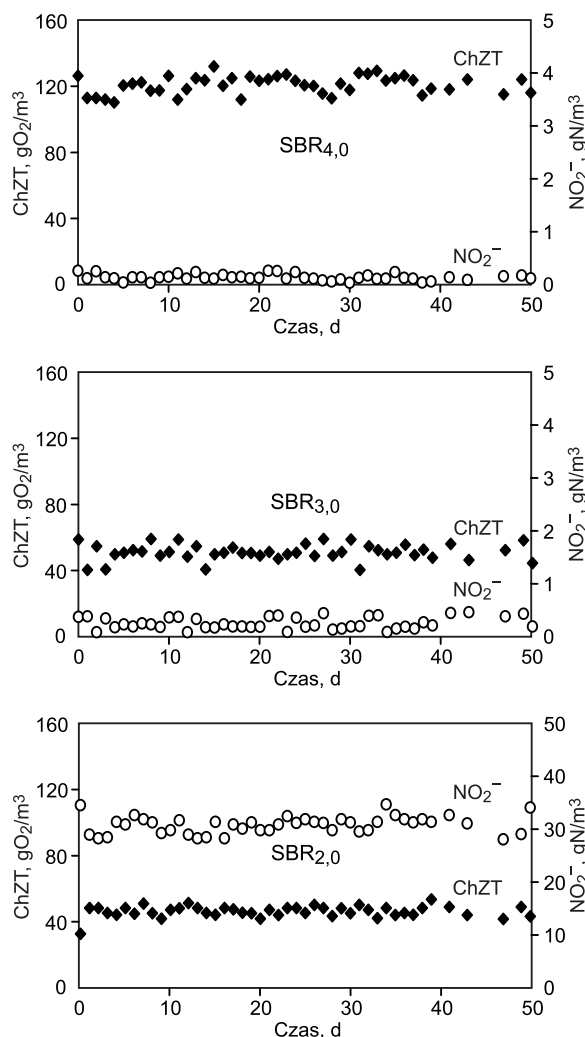 160
120
80
40
0
ChZT, gO₂/m³
5
4
3
2
1
0
NO₂⁻, gN/m³
ChZT
SBR₄,₀
NO₂⁻
0 10 20 30 40 50
Czas, d
160
120
80
40
0
ChZT, gO₂/m³
5
4
3
2
1
0
NO₂⁻, gN/m³
SBR₃,₀
ChZT
NO₂⁻
0 10 20 30 40 50
Czas, d
160
120
80
40
0
ChZT, gO₂/m³
50
40
30
20
10
0
NO₂⁻, gN/m³
NO₂⁻
SBR₂,₀
ChZT
0 10 20 30 40 50
Czas, d